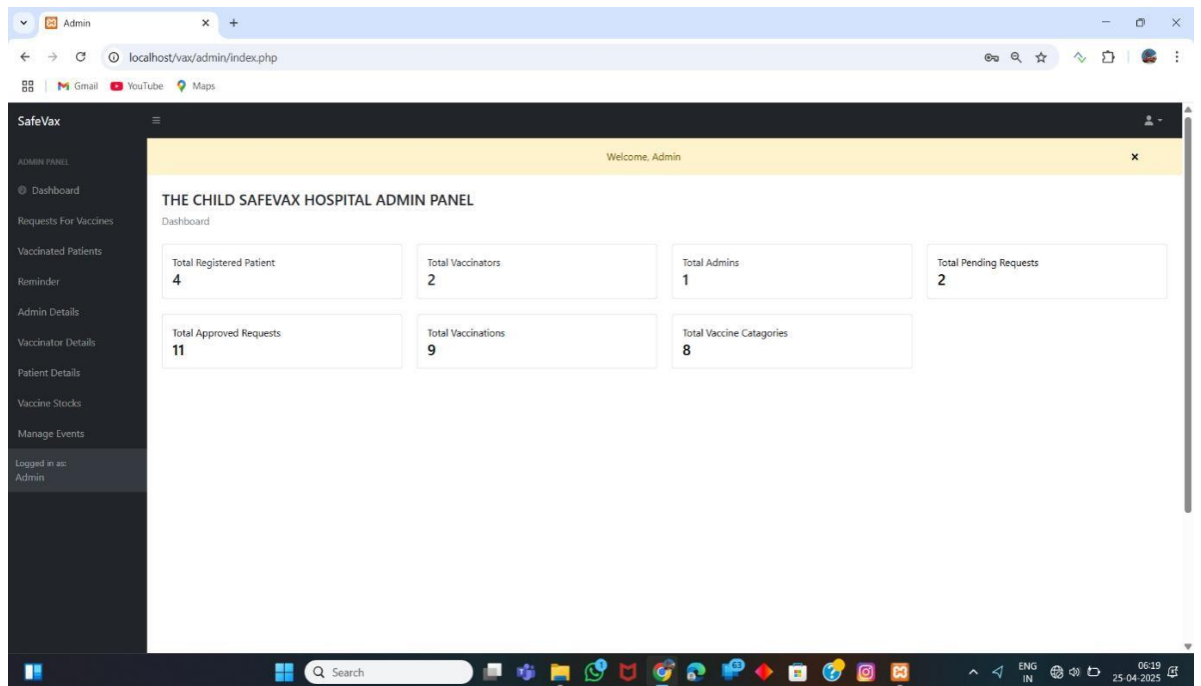 Admin
localhost/vax/admin/index.php
Gmail YouTube Maps
SafeVax
Welcome, Admin
ADMIN PANEL
Dashboard
Requests For Vaccines
Vaccinated Patients
Reminder
Admin Details
Vaccinator Details
Patient Details
Vaccine Stocks
Manage Events
Logged in as:
Admin
THE CHILD SAFEVAX HOSPITAL ADMIN PANEL
Dashboard
Total Registered Patient
4
Total Vaccinators
2
Total Admins
1
Total Pending Requests
2
Total Approved Requests
11
Total Vaccinations
9
Total Vaccine Catagories
8
Search
63
ENG
IN
06:19
25-04-2025